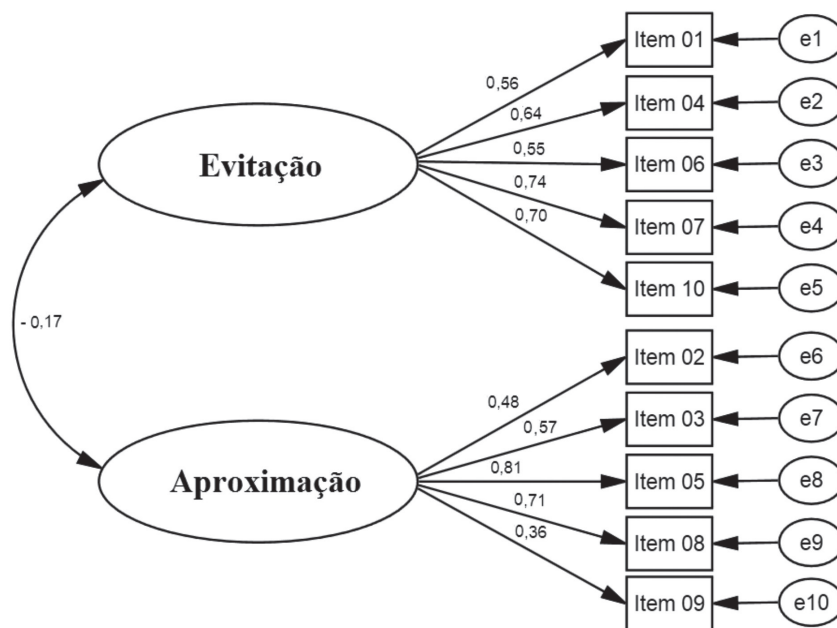 Evitação
0,56
0,64
0,55
0,74
0,70
Item 01
e1
Item 04
e2
Item 06
e3
Item 07
e4
Item 10
e5
- 0,17
Aproximação
0,48
0,57
0,81
0,71
0,36
Item 02
e6
Item 03
e7
Item 05
e8
Item 08
e9
Item 09
e10